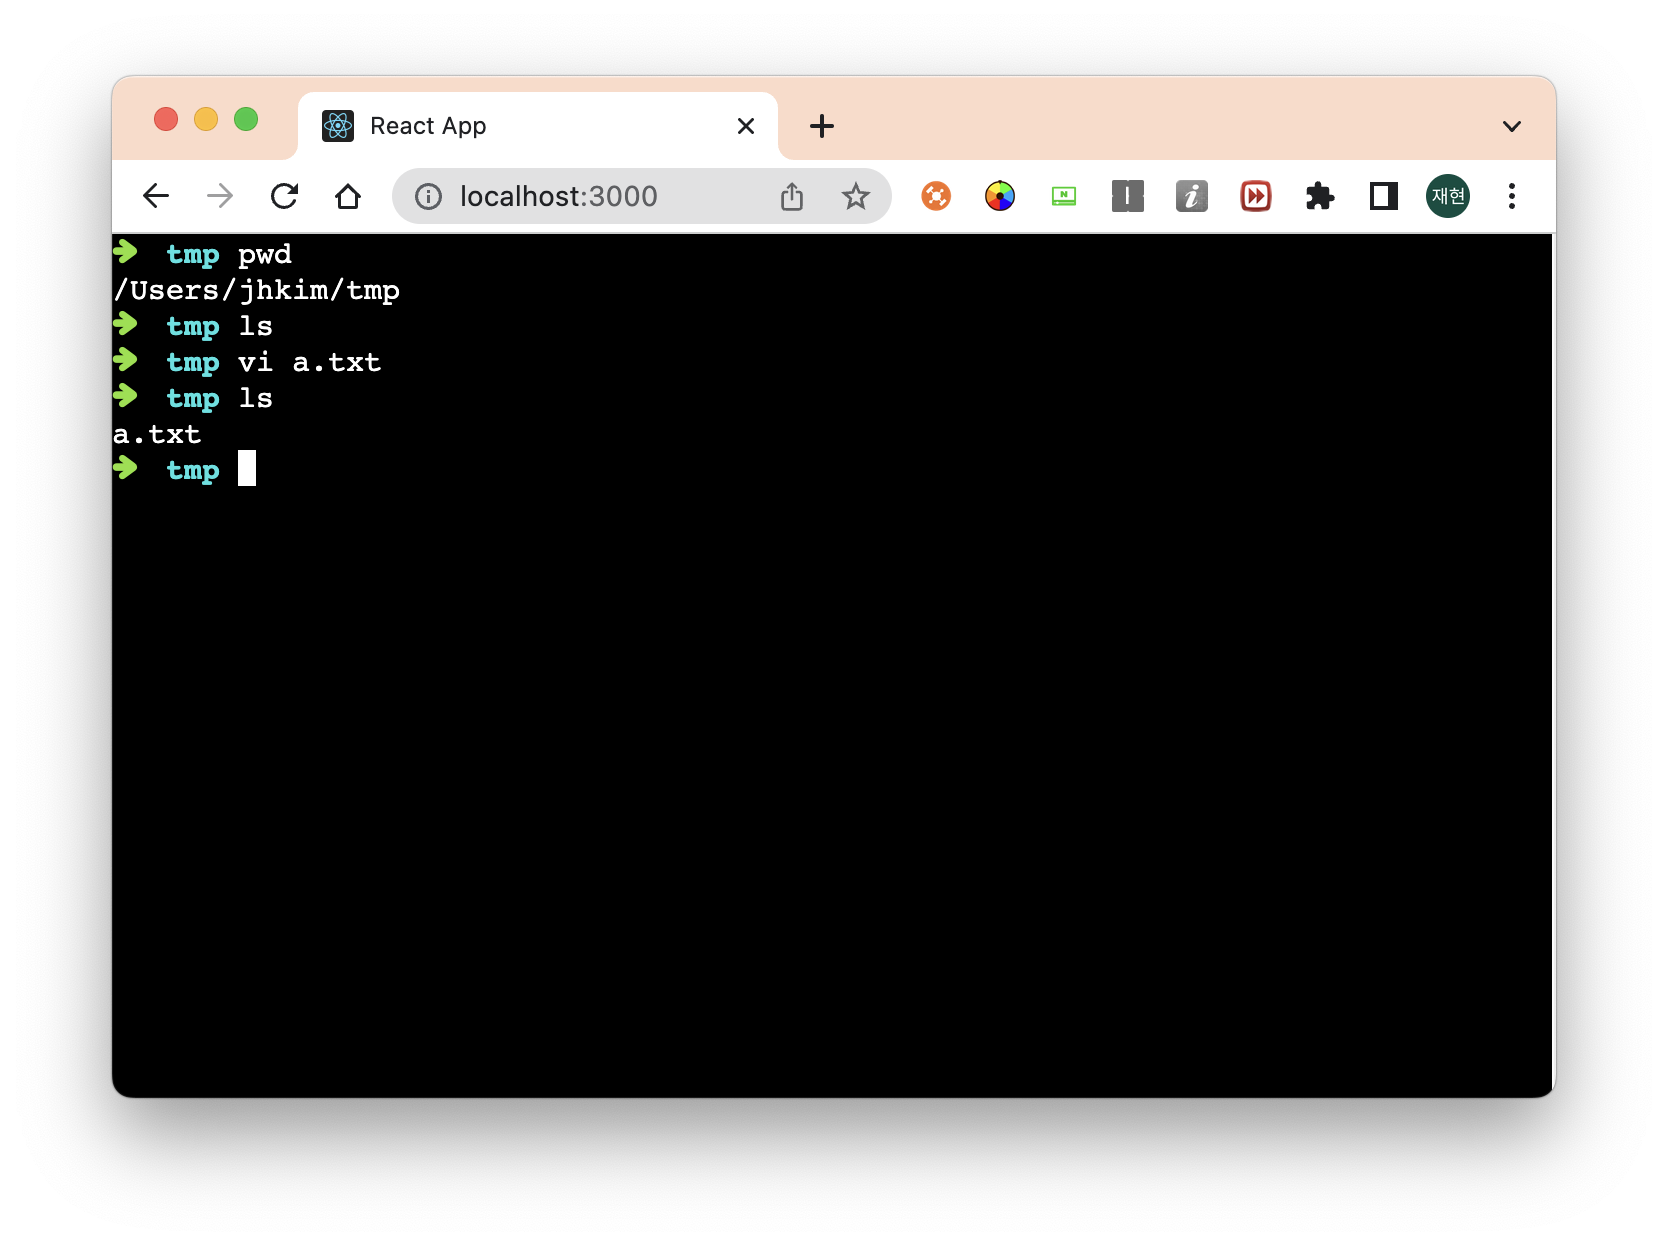 React App
localhost:3000
재현
➜ tmp pwd
/Users/jhkim/tmp
➜ tmp ls
➜ tmp vi a.txt
➜ tmp ls
a.txt
➜ tmp